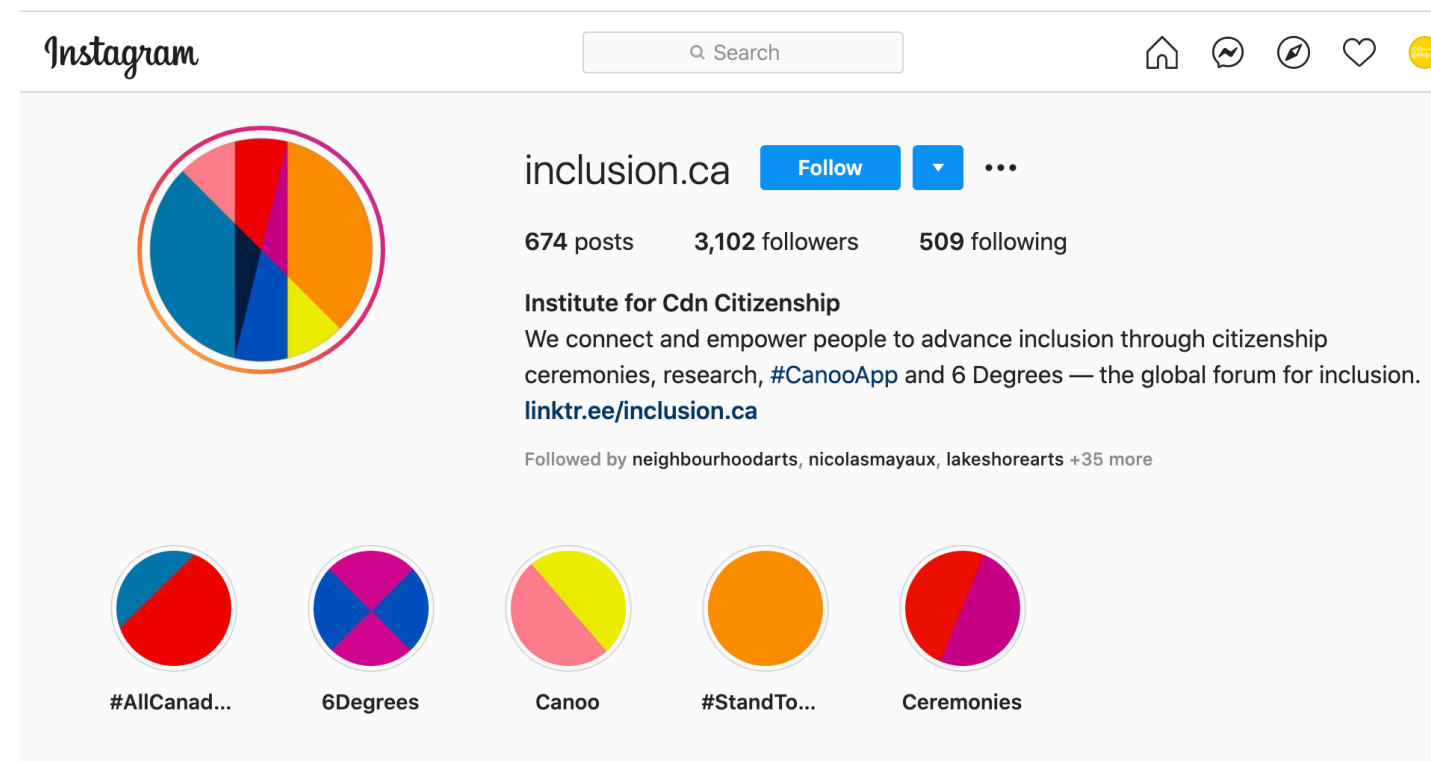 Instagram
Search
inclusion.ca Follow
674 posts 3,102 followers 509 following
Institute for Cdn Citizenship
We connect and empower people to advance inclusion through citizenship
ceremonies, research, #CanooApp and 6 Degrees — the global forum for inclusion.
linktr.ee/inclusion.ca
Followed by neighbourhoodarts, nicolasmayaux, lakeshorearts +35 more
#AllCanad... 6Degrees Canoo #StandTo... Ceremonies